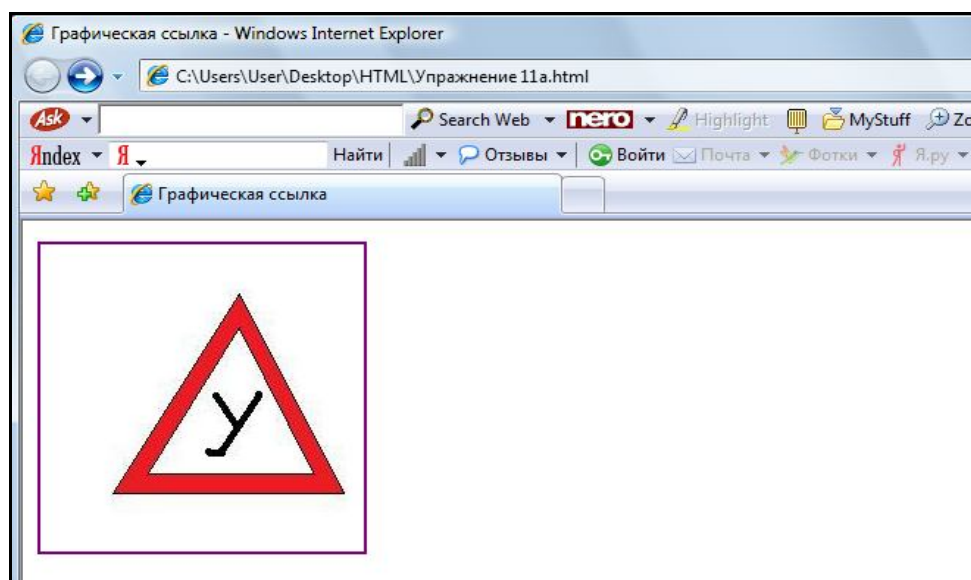 Графическая ссылка - Windows Internet Explorer
C:\Users\User\Desktop\HTML\Упражнение 11a.html
Ask Search Web nero Highlight MyStuff Zo
Яndex Я Найти Отзывы Войти Почта Фотки Я.ру
Графическая ссылка
У